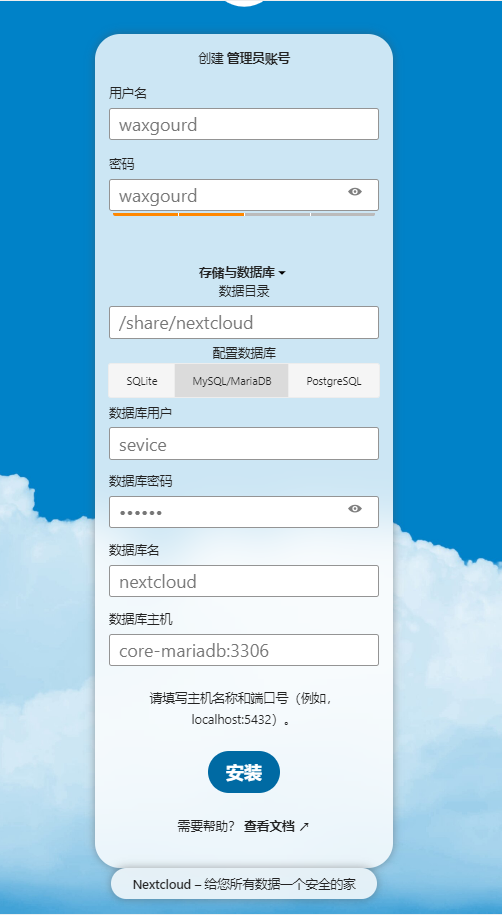 创建 管理员账号
用户名
waxgourd
密码
waxgourd
存储与数据库
数据目录
/share/nextcloud
配置数据库
SQLite MySQL/MariaDB PostgreSQL
数据库用户
sevice
数据库密码
••••••
数据库名
nextcloud
数据库主机
core-mariadb:3306
请填写主机名称和端口号（例如，
localhost:5432）。
安装
需要帮助？ 查看文档 ↗
Nextcloud – 给您所有数据一个安全的家